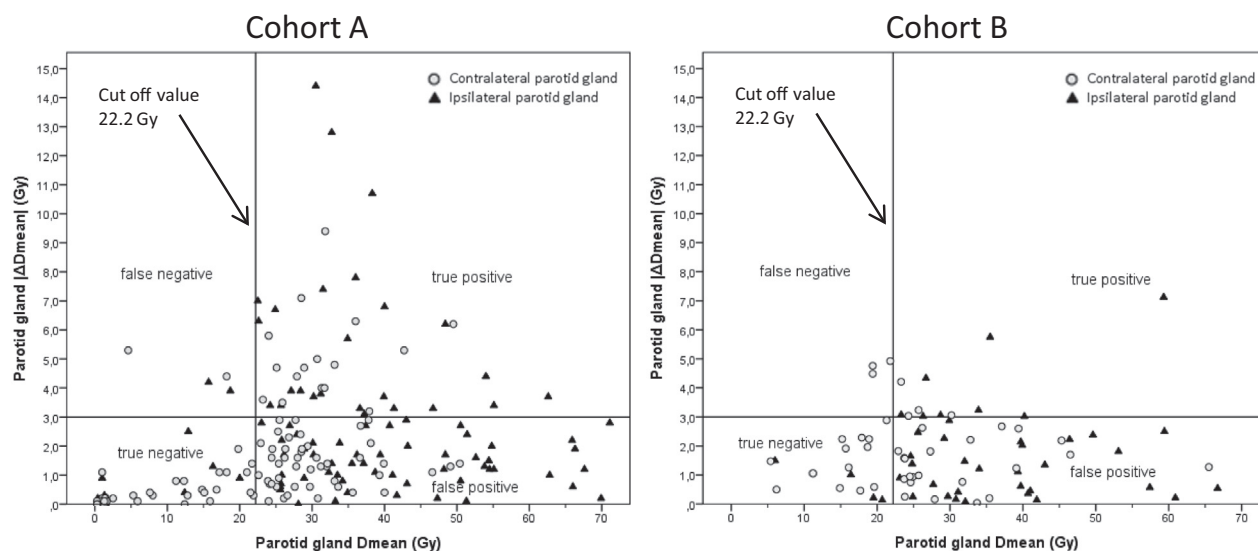 Cohort A
Cut off value
22.2 Gy
Contralateral parotid gland
Ipsilateral parotid gland
false negative
true positive
true negative
false positive
Parotid gland |ΔDmean| (Gy)
15,0
14,0
13,0
12,0
11,0
10,0
9,0
8,0
7,0
6,0
5,0
4,0
3,0
2,0
1,0
,0
0 10 20 30 40 50 60 70
Parotid gland Dmean (Gy)
Cohort B
Cut off value
22.2 Gy
Contralateral parotid gland
Ipsilateral parotid gland
false negative
true positive
true negative
false positive
Parotid gland |ΔDmean| (Gy)
15,0
14,0
13,0
12,0
11,0
10,0
9,0
8,0
7,0
6,0
5,0
4,0
3,0
2,0
1,0
,0
0 10 20 30 40 50 60 70
Parotid gland Dmean (Gy)